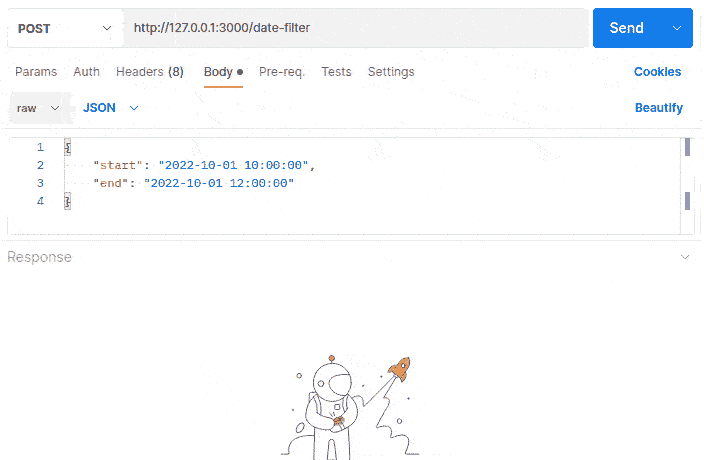 POST http://127.0.0.1:3000/date-filter Send
Params Auth Headers (8) Body Pre-req. Tests Settings Cookies
raw JSON Beautify
1 {
2 "start": "2022-10-01 10:00:00",
3 "end": "2022-10-01 12:00:00"
4 }
Response